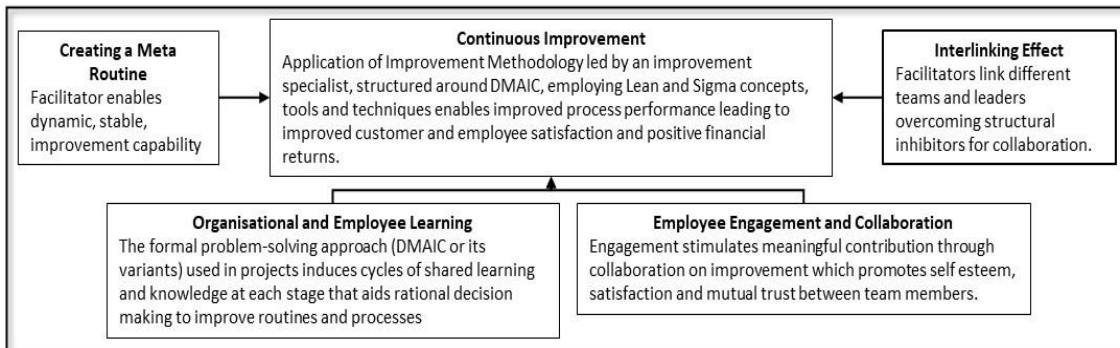 Creating a Meta
Routine
Facilitator enables
dynamic, stable,
improvement capability
Continuous Improvement
Application of Improvement Methodology led by an improvement
specialist, structured around DMAIC, employing Lean and Sigma concepts,
tools and techniques enables improved process performance leading to
improved customer and employee satisfaction and positive financial
returns.
Interlinking Effect
Facilitators link different
teams and leaders
overcoming structural
inhibitors for collaboration.
Organisational and Employee Learning
The formal problem-solving approach (DMAIC or its
variants) used in projects induces cycles of shared learning
and knowledge at each stage that aids rational decision
making to improve routines and processes
Employee Engagement and Collaboration
Engagement stimulates meaningful contribution through
collaboration on improvement which promotes self esteem,
satisfaction and mutual trust between team members.